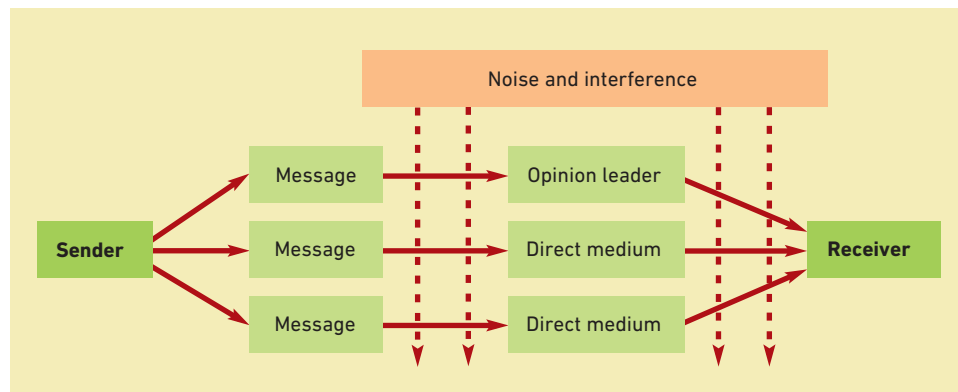 Noise and interference
Message
Opinion leader
Sender
Message
Direct medium
Receiver
Message
Direct medium